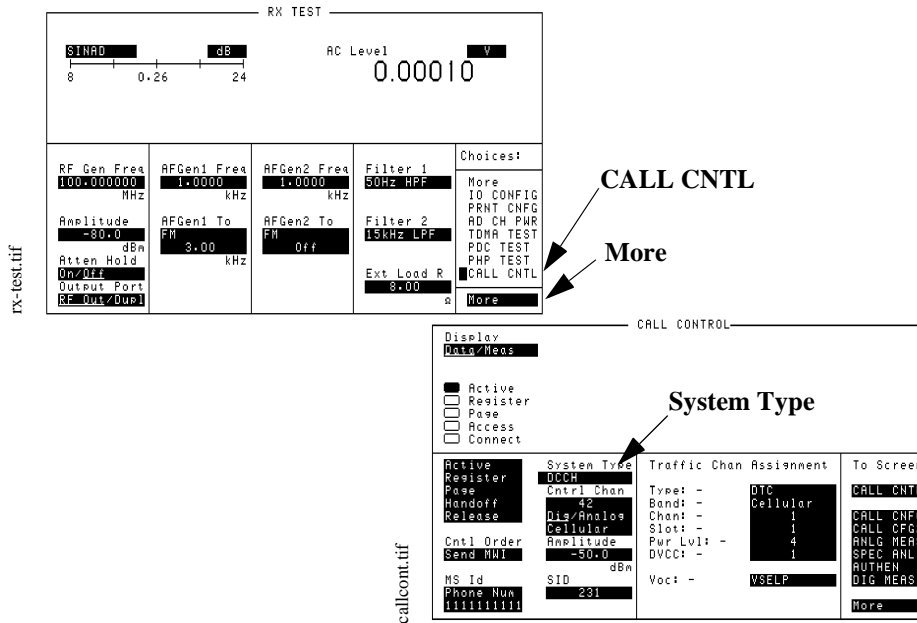 RX TEST
SINAD dB
8 0.26 24
AC Level V
0.00010
RF Gen Freq
100.000000
MHz
Amplitude
-80.0
dBm
Atten Hold
On/Off
Output Port
RF Out/Dupl
AFGen1 Freq
1.0000
kHz
AFGen1 To
FM
3.00
kHz
AFGen2 Freq
1.0000
kHz
AFGen2 To
FM
Off
Filter 1
50Hz HPF
Filter 2
15kHz LPF
Ext Load R
8.00
Ω
Choices:
More
IO CONFIG
PRNT CNFG
AD CH PWR
TDMA TEST
PDC TEST
PHP TEST
CALL CNTL
More
CALL CNTL
More
rx-test.tif
CALL CONTROL
Display
Data/Meas
Active
Register
Page
Access
Connect
System Type
Active
Register
Page
Handoff
Release
Cntl Order
Send MWI
MS Id
Phone Num
1111111111
System Type
DCCH
Cntrl Chan
42
Dig/Analog
Cellular
Amplitude
-50.0
dBm
SID
231
Traffic Chan Assignment
Type: - DTC
Band: - Cellular
Chan: - 1
Slot: - 1
Pwr Lvl: - 4
DVCC: - 1
Voc: - VSELP
To Screen
CALL CNTL
CALL CNFG
CALL CFG
ANLG MEAS
SPEC ANL
AUTHEN
DIG MEAS
More
callcont.tif